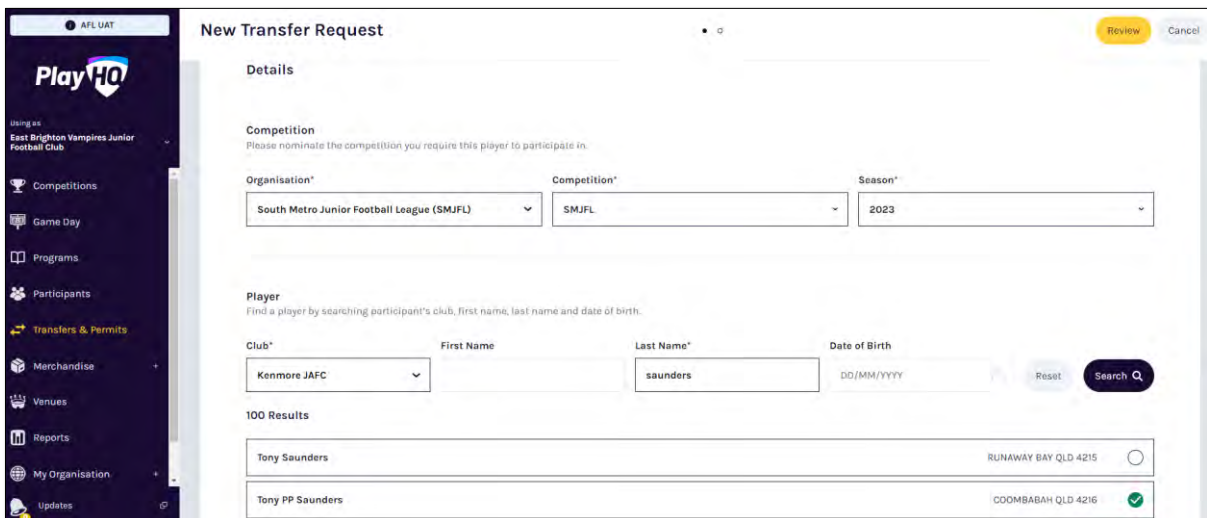 AFL UAT
PlayHQ
Using as
East Brighton Vampires Junior
Football Club
Competitions
Game Day
Programs
Participants
Transfers & Permits
Merchandise +
Venues
Reports
My Organisation +
Updates
New Transfer Request
Review Cancel
Details
Competition
Please nominate the competition you require this player to participate in.
Organisation* Competition* Season*
South Metro Junior Football League (SMJFL) SMJFL 2023
Player
Find a player by searching participant's club, first name, last name and date of birth.
Club* First Name Last Name* Date of Birth
Kenmore JAFC saunders DD/MM/YYYY Reset Search
100 Results
Tony Saunders RUNAWAY BAY QLD 4215
Tony PP Saunders COOMBABAH QLD 4216